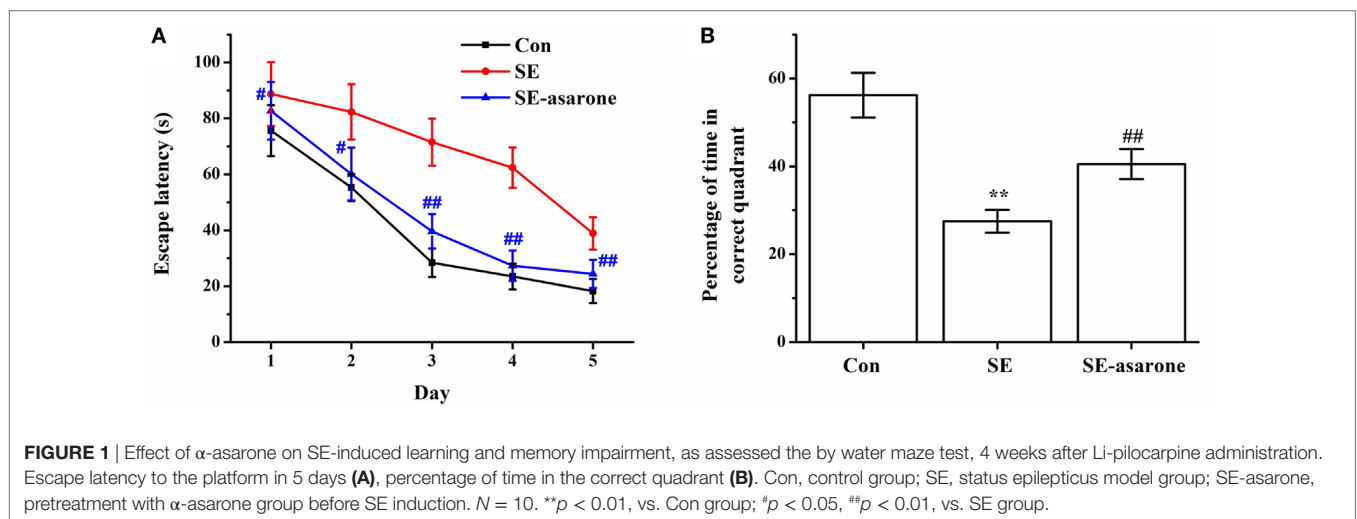 A
Con
SE
SE-asarone
Escape latency (s)
100
80
60
40
20
0
#
#
##
##
##
1 2 3 4 5
Day
B
Percentage of time in
correct quadrant
60
40
20
0
**
##
Con SE SE-asarone
FIGURE 1 | Effect of α-asarone on SE-induced learning and memory impairment, as assessed the by water maze test, 4 weeks after Li-pilocarpine administration.
Escape latency to the platform in 5 days (A), percentage of time in the correct quadrant (B). Con, control group; SE, status epilepticus model group; SE-asarone,
pretreatment with α-asarone group before SE induction. N = 10. **p < 0.01, vs. Con group; #p < 0.05, ##p < 0.01, vs. SE group.